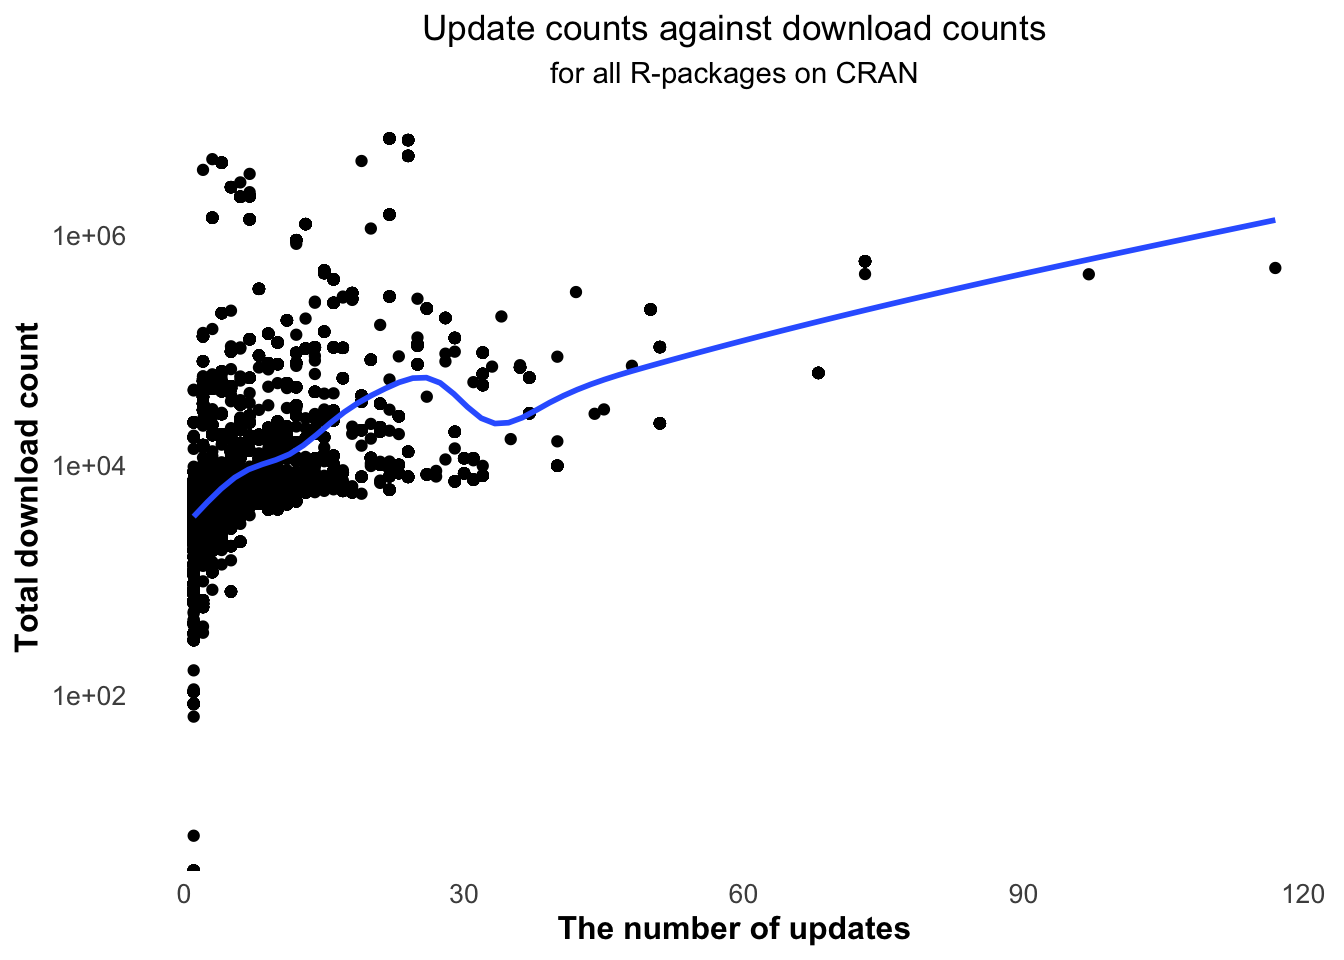 Update counts against download counts
for all R-packages on CRAN
Total download count
1e+06
1e+04
1e+02
0 30 60 90 120
The number of updates